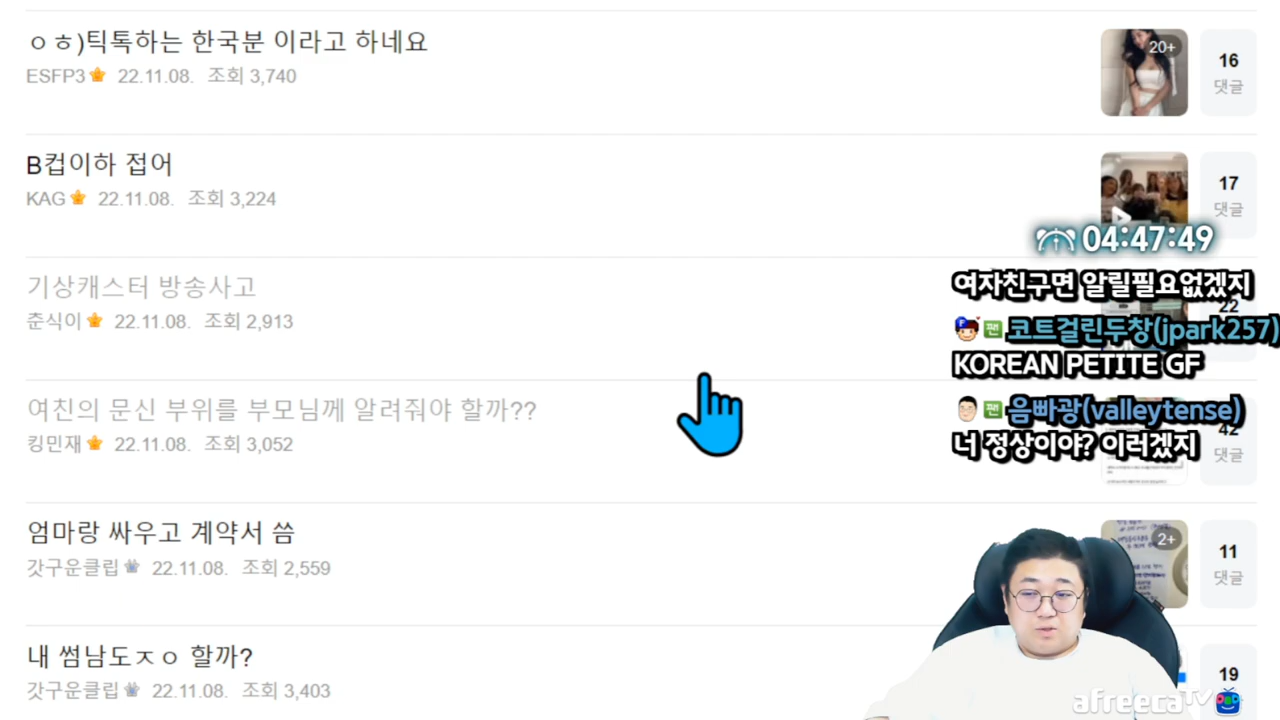 ㅇㅎ)틱톡하는 한국분 이라고 하네요
ESFP3 22.11.08. 조회 3,740
20+
16
댓글
B컵이하 접어
KAG 22.11.08. 조회 3,224
17
댓글
04:47:49
기상캐스터 방송사고
춘식이 22.11.08. 조회 2,913
22
여자친구면 알릴필요없겠지
팬 코트걸린두창(jpark257)
KOREAN PETITE GF
여친의 문신 부위를 부모님께 알려줘야 할까??
킹민재 22.11.08. 조회 3,052
42
댓글
팬 음빠광(valleytense)
너 정상이야? 이러겠지
엄마랑 싸우고 계약서 씀
갓구운클립 22.11.08. 조회 2,559
2+
11
댓글
내 썸남도ㅈㅇ 할까?
갓구운클립 22.11.08. 조회 3,403
19
afreecaTV